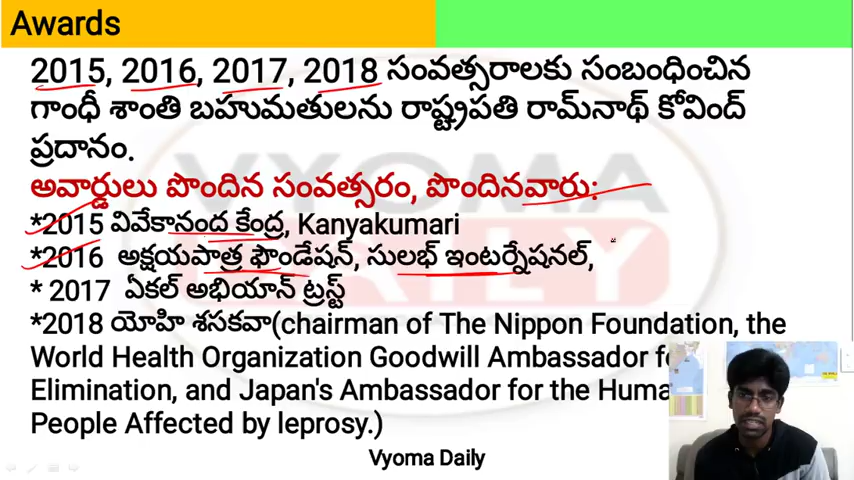 Awards
2015, 2016, 2017, 2018 సంవత్సరాలకు సంబంధించిన
గాంధీ శాంతి బహుమతులను రాష్ట్రపతి రామ్‌నాథ్ కోవింద్
ప్రదానం.
అవార్డులు పొందిన సంవత్సరం, పొందినవారు:
*2015 వివేకానంద కేంద్ర, Kanyakumari
*2016 అక్షయపాత్ర ఫౌండేషన్, సులభ్ ఇంటర్నేషనల్,
* 2017 ఏకల్ అభియాన్ ట్రస్ట్
*2018 యోహి శసకవా(chairman of The Nippon Foundation, the
World Health Organization Goodwill Ambassador
Elimination, and Japan's Ambassador for the
People Affected by leprosy.)
Vyoma Daily
VYOMA
DAILY